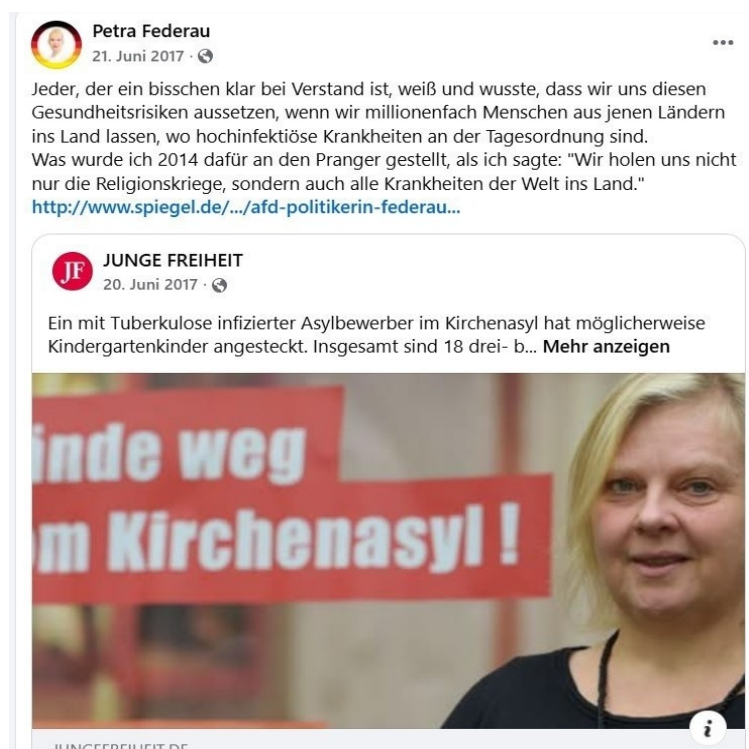 Petra Federau
21. Juni 2017 ·
Jeder, der ein bisschen klar bei Verstand ist, weiß und wusste, dass wir uns diesen
Gesundheitsrisiken aussetzen, wenn wir millionenfach Menschen aus jenen Ländern
ins Land lassen, wo hochinfektiöse Krankheiten an der Tagesordnung sind.
Was wurde ich 2014 dafür an den Pranger gestellt, als ich sagte: "Wir holen uns nicht
nur die Religionskriege, sondern auch alle Krankheiten der Welt ins Land."
http://www.spiegel.de/.../afd-politikerin-federau...
JF
JUNGE FREIHEIT
20. Juni 2017 ·
Ein mit Tuberkulose infizierter Asylbewerber im Kirchenasyl hat möglicherweise
Kindergartenkinder angesteckt. Insgesamt sind 18 drei- b... Mehr anzeigen
inde weg
m Kirchenasyl !
JUNGEFREIHEIT.DE